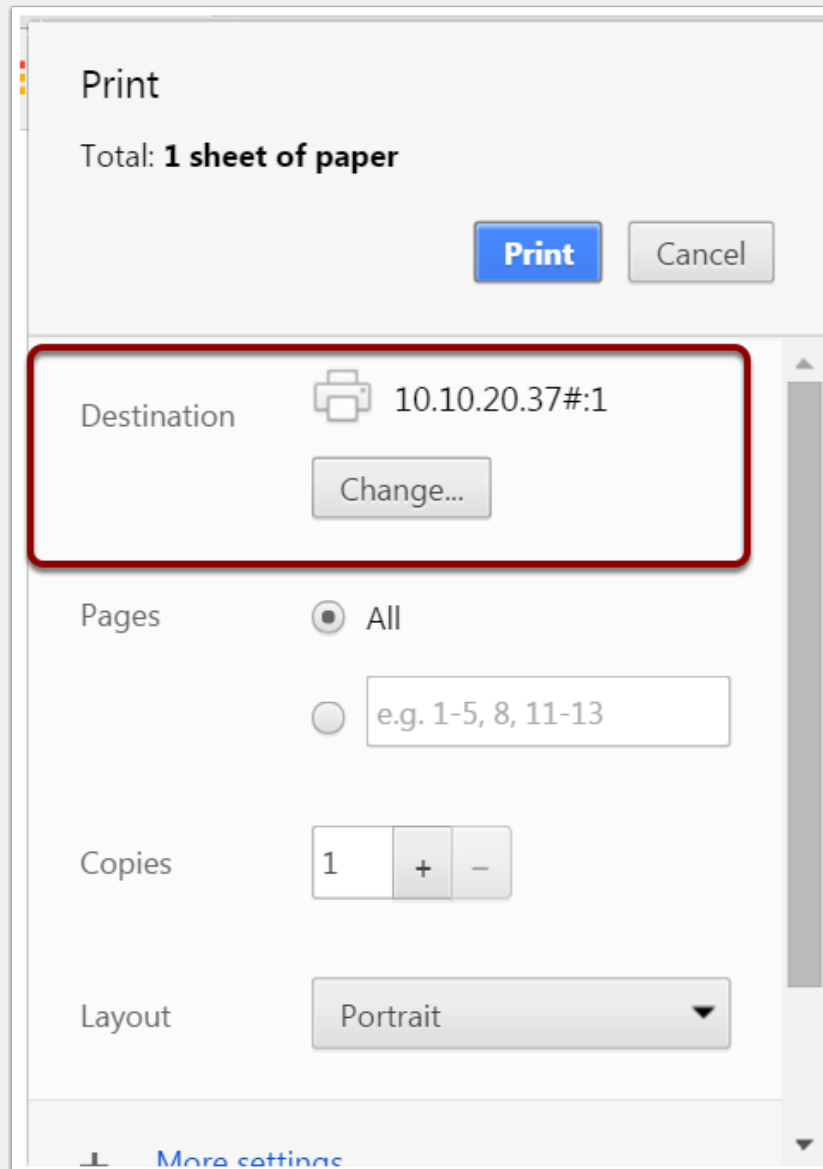 Print
Total: 1 sheet of paper
Print Cancel
Destination 10.10.20.37#:1
Change...
Pages All
e.g. 1-5, 8, 11-13
Copies 1 + −
Layout Portrait
+ More settings